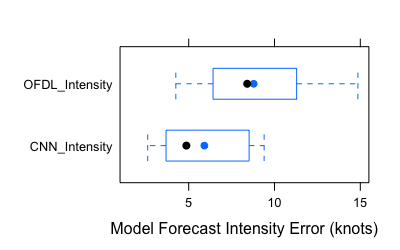 OFDL_Intensity
CNN_Intensity
5 10 15
Model Forecast Intensity Error (knots)